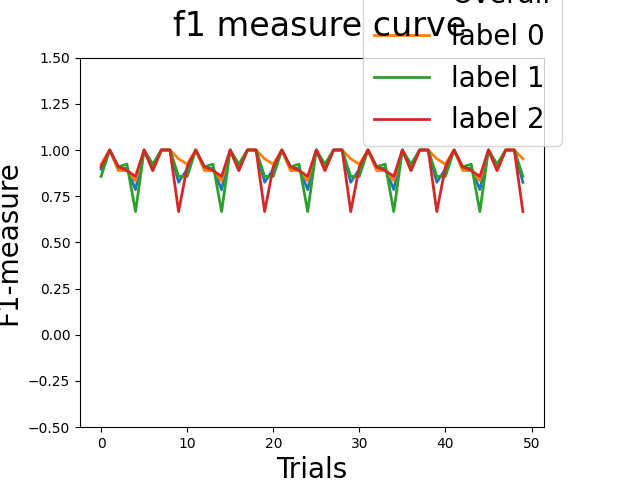 Overall
f1 measure curve
label 0
label 1
label 2
1.50
1.25
1.00
0.75
0.50
0.25
0.00
−0.25
−0.50
F1-measure
0 10 20 30 40 50
Trials